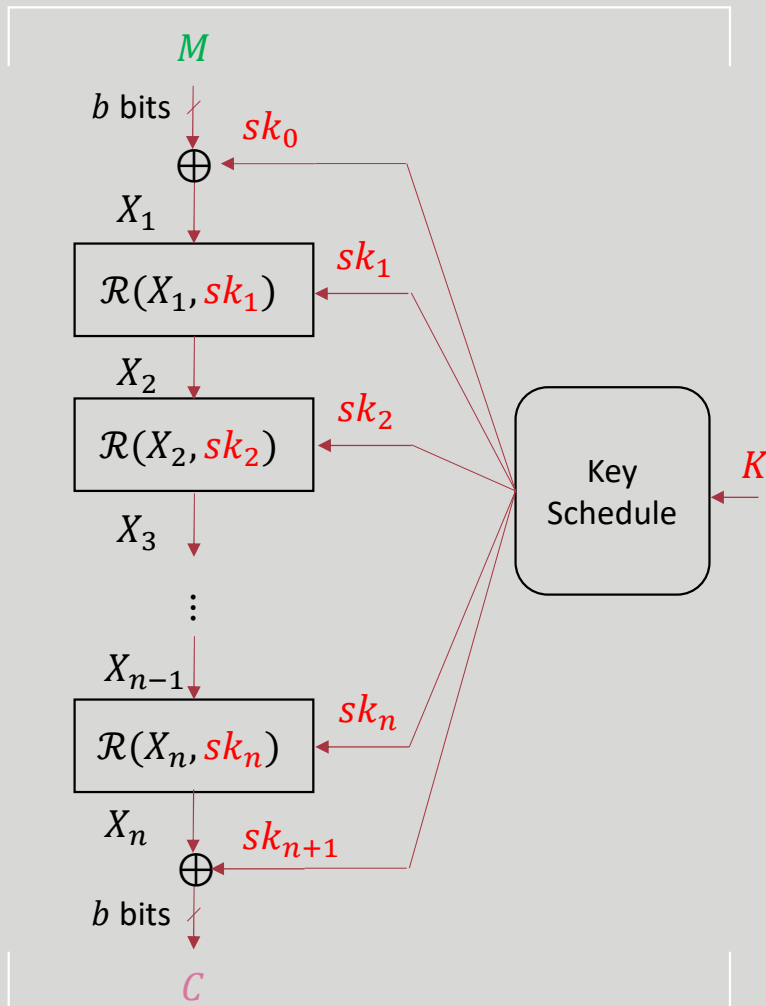 M
b bits
sk₀
⊕
X₁
sk₁
ℛ(X₁, sk₁)
X₂
sk₂
ℛ(X₂, sk₂)
Key
Schedule
K
X₃
⋮
Xₙ₋₁
skₙ
ℛ(Xₙ, skₙ)
Xₙ
skₙ₊₁
⊕
b bits
C